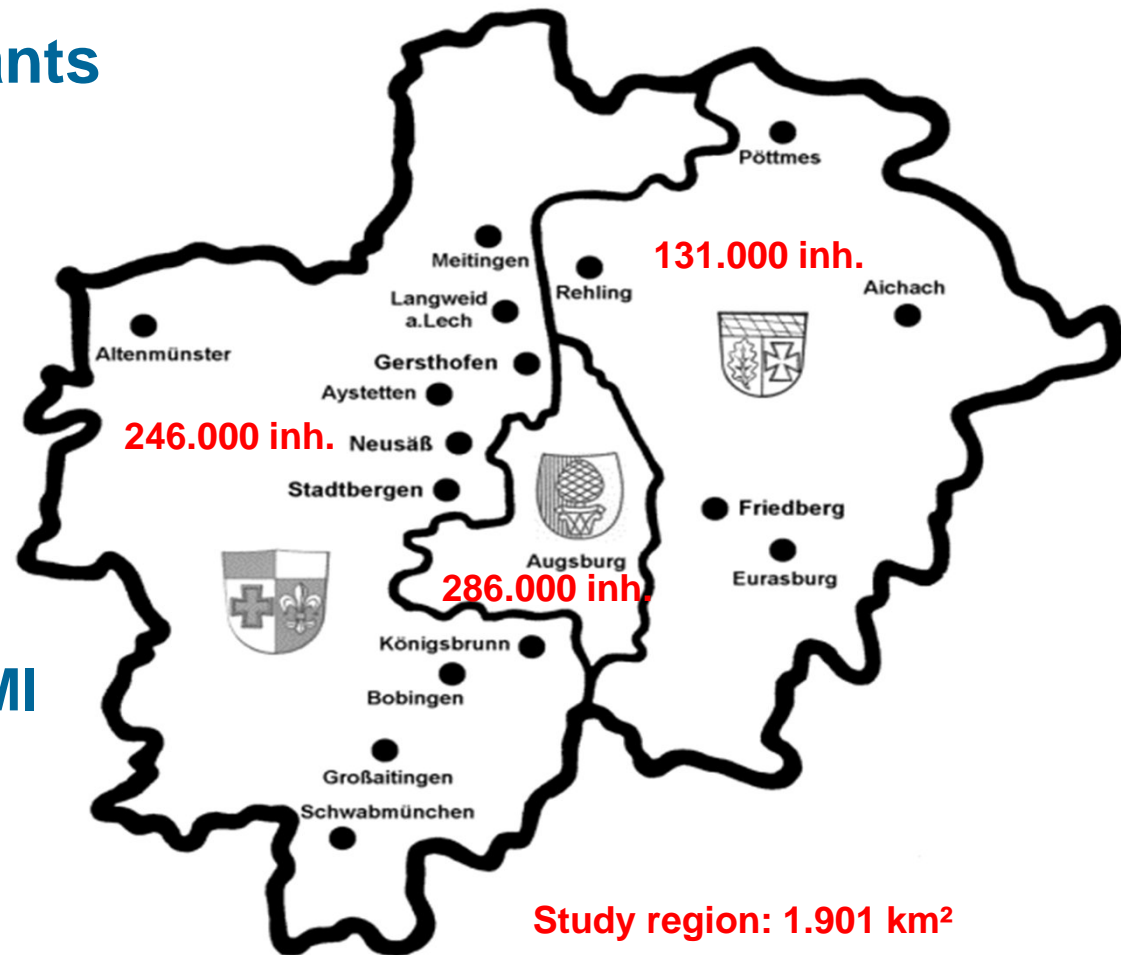 ants
Pöttmes
Meitingen
131.000 inh.
Rehling
Aichach
Langweid
a.Lech
Altenmünster
Gersthofen
Aystetten
246.000 inh.
Neusäß
Stadtbergen
Friedberg
Augsburg
Eurasburg
286.000 inh.
Königsbrunn
MI
Bobingen
Großaitingen
Schwabmünchen
Study region: 1.901 km²